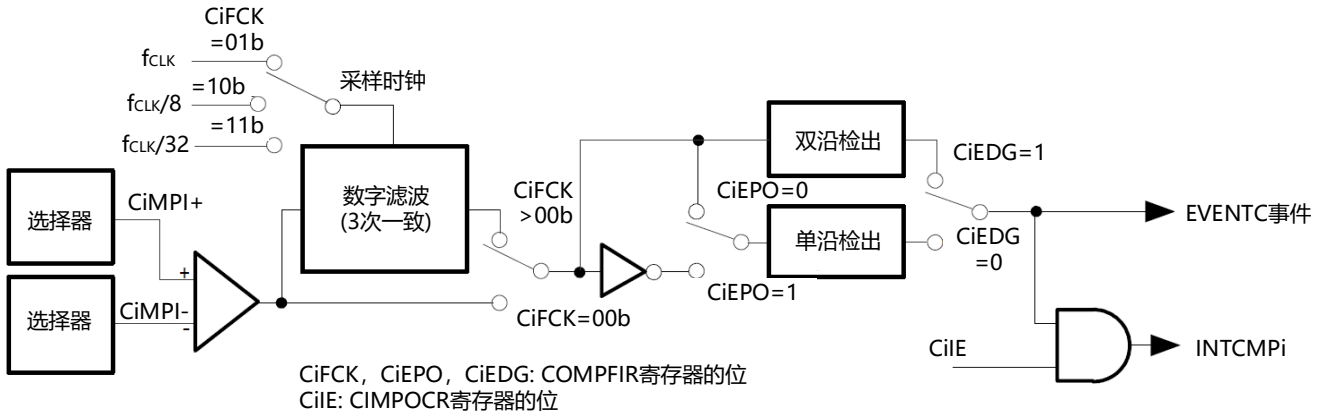 CiFCK
=01b
fCLK
采样时钟
=10b
fCLK/8
=11b
fCLK/32
双沿检出
CiEDG=1
选择器
CiMPI+
数字滤波
(3次一致)
CiFCK
>00b
CiEPO=0
EVENTC事件
单沿检出
CiEDG
=0
+
选择器
CiMPI-
-
CiFCK=00b
CiEPO=1
CiIE
INTCMPi
CiFCK，CiEPO，CiEDG: COMPFIR寄存器的位
CiIE: CIMPOCR寄存器的位